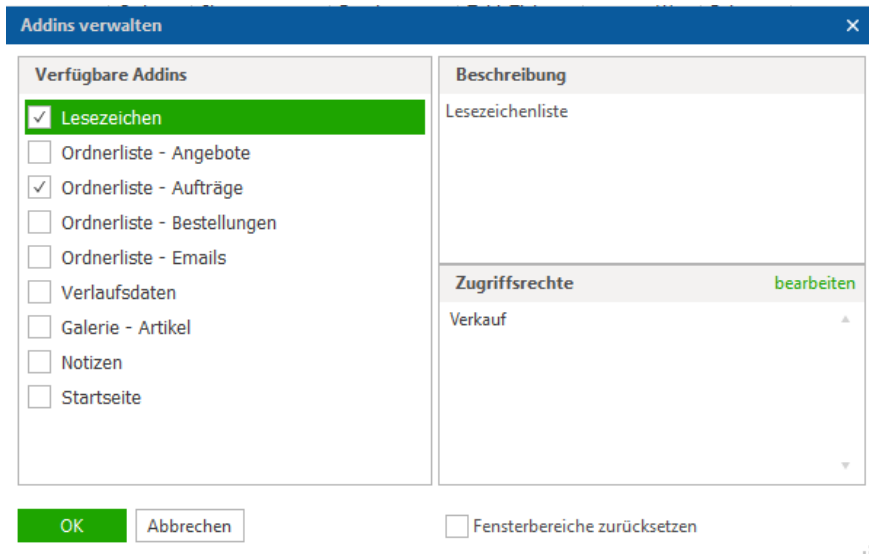 Addins verwalten
Verfügbare Addins
Lesezeichen
Ordnerliste - Angebote
Ordnerliste - Aufträge
Ordnerliste - Bestellungen
Ordnerliste - Emails
Verlaufsdaten
Galerie - Artikel
Notizen
Startseite
Beschreibung
Lesezeichenliste
Zugriffsrechte bearbeiten
Verkauf
OK Abbrechen Fensterbereiche zurücksetzen